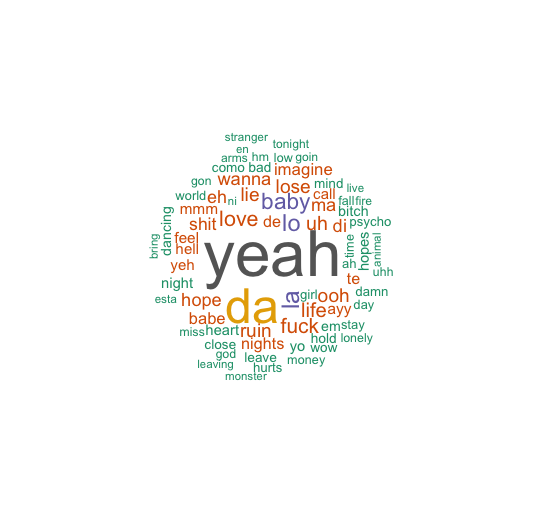 stranger
en tonight
arms hm low goin
como bad imagine
gon wanna lose mind live
world eh ni lie baby call fall fire
mmm love de lo uh ma di bitch
dancing shit psycho
bring feel yeah time hopes animal
hell ah uhh
yeh te
night la girl ooh damn
esta hope da life ayy day
babe fuck em stay
miss heart ruin hold lonely
close nights yo wow
god leave money
leaving hurts
monster